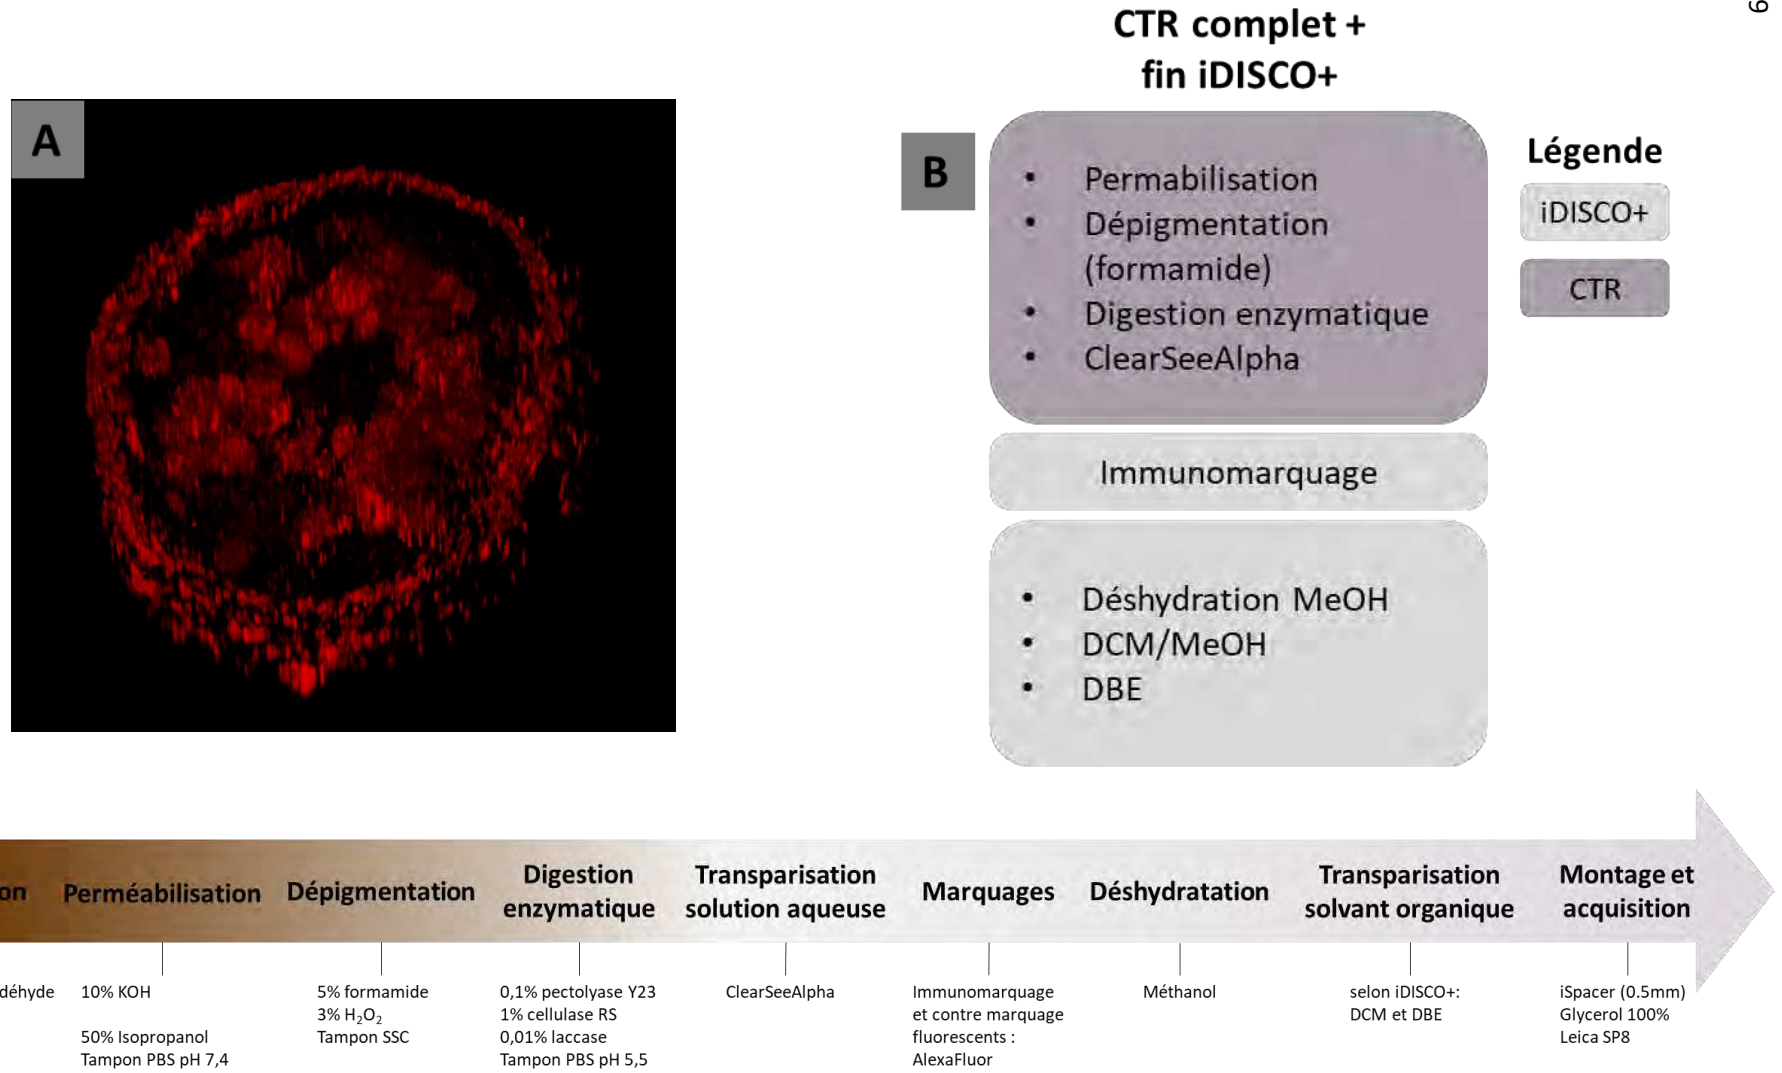 6
CTR complet +
fin iDISCO+
A
B
Permabilisation
Dépigmentation
(formamide)
Digestion enzymatique
ClearSeeAlpha
Immunomarquage
Déshydration MeOH
DCM/MeOH
DBE
Légende
iDISCO+
CTR
on
Perméabilisation
Dépigmentation
Digestion
enzymatique
Transparisation
solution aqueuse
Marquages
Déshydratation
Transparisation
solvant organique
Montage et
acquisition
déhyde
10% KOH
50% Isopropanol
Tampon PBS pH 7,4
5% formamide
3% H₂O₂
Tampon SSC
0,1% pectolyase Y23
1% cellulase RS
0,01% laccase
Tampon PBS pH 5,5
ClearSeeAlpha
Immunomarquage
et contre marquage
fluorescents :
AlexaFluor
Méthanol
selon iDISCO+:
DCM et DBE
iSpacer (0.5mm)
Glycerol 100%
Leica SP8